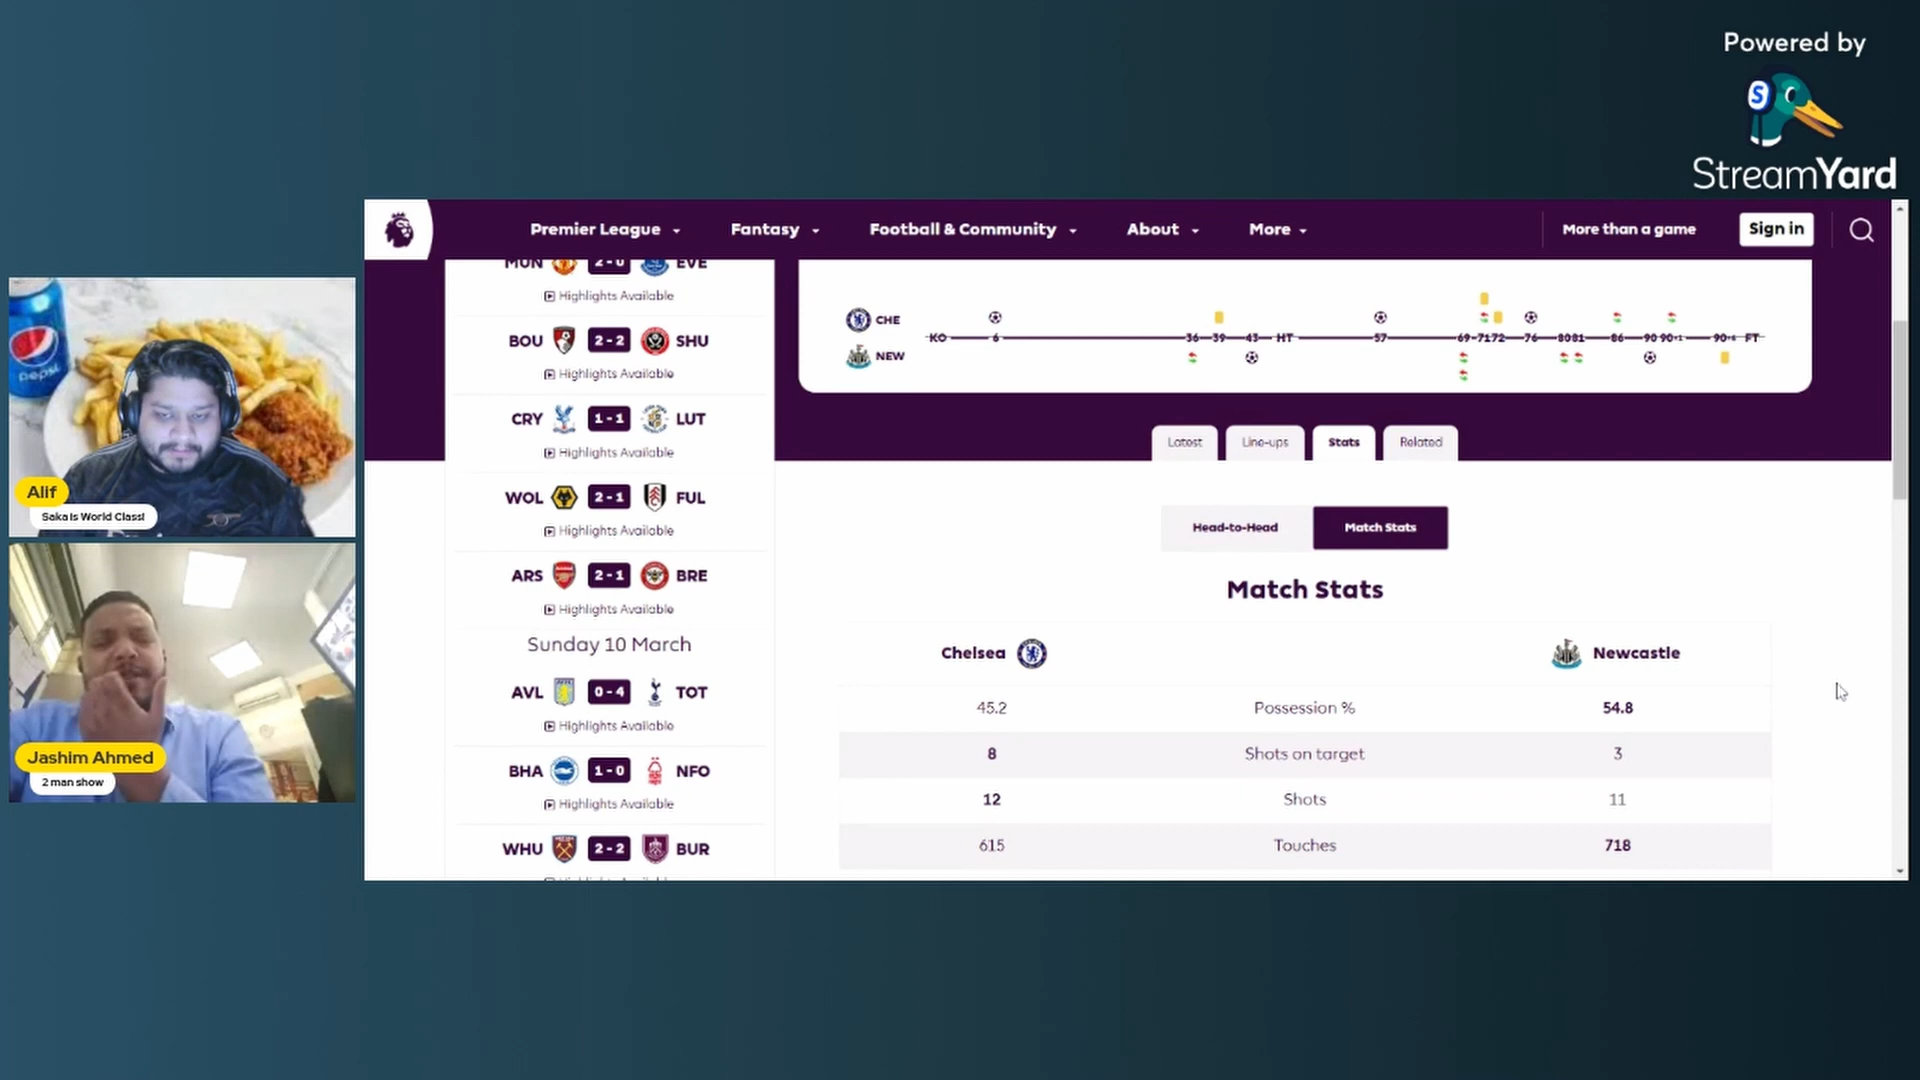 Powered by
StreamYard
Premier League
Fantasy
Football & Community
About
More
More than a game
Sign in
MUN 2-0 EVE
Highlights Available
BOU 2-2 SHU
Highlights Available
CRY 1-1 LUT
Highlights Available
WOL 2-1 FUL
Highlights Available
ARS 2-1 BRE
Highlights Available
Sunday 10 March
AVL 0-4 TOT
Highlights Available
BHA 1-0 NFO
Highlights Available
WHU 2-2 BUR
CHE
KO 6 36 39 43 HT 57 69 71 72 76 80 81 86 90 90+1 FT
NEW
Latest
Line-ups
Stats
Related
Head-to-Head
Match Stats
Match Stats
Chelsea
Newcastle
45.2 Possession % 54.8
8 Shots on target 3
12 Shots 11
615 Touches 718
pepsi
Alif
Saka is World Class!
Jashim Ahmed
2 man show